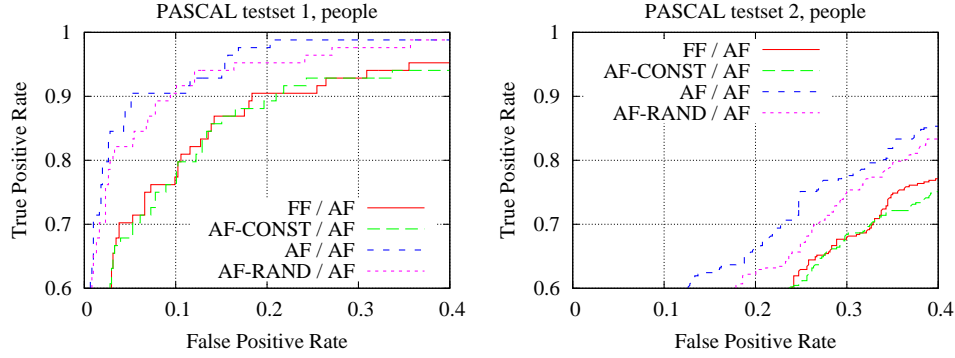 PASCAL testset 1, people
True Positive Rate
1
0.9
0.8
0.7
0.6
FF / AF
AF-CONST / AF
AF / AF
AF-RAND / AF
0
0.1
0.2
0.3
0.4
False Positive Rate
PASCAL testset 2, people
True Positive Rate
1
0.9
0.8
0.7
0.6
FF / AF
AF-CONST / AF
AF / AF
AF-RAND / AF
0
0.1
0.2
0.3
0.4
False Positive Rate